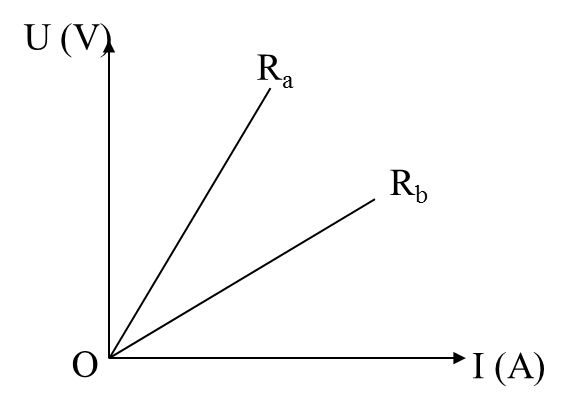 U (V)
Rₐ
R_b
O
I (A)